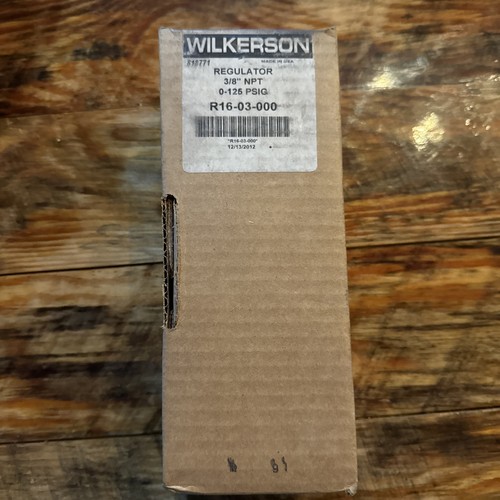 WILKERSON
MADE IN USA
REGULATOR
3/8" NPT
0-125 PSIG
R16-03-000
"R16-03-000"
12/13/2012